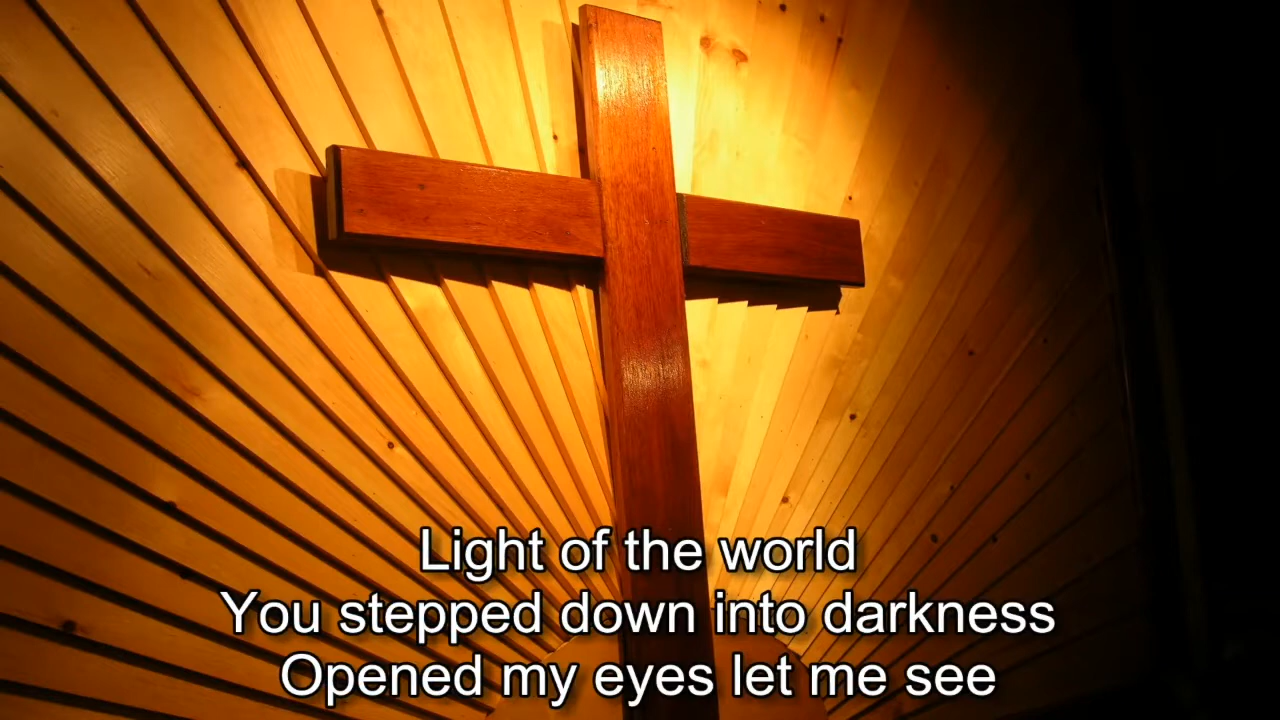 Light of the world
You stepped down into darkness
Opened my eyes let me see